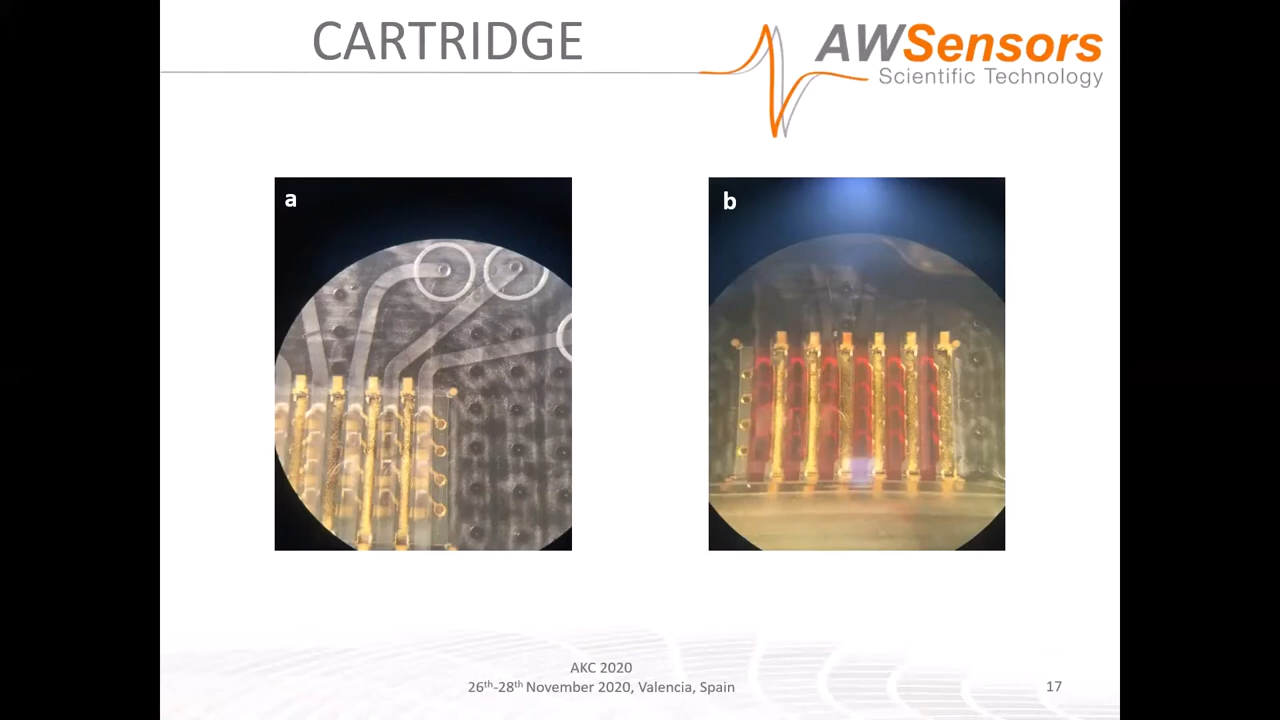 CARTRIDGE
AWSensors
Scientific Technology
a
b
AKC 2020
26th-28th November 2020, Valencia, Spain
17